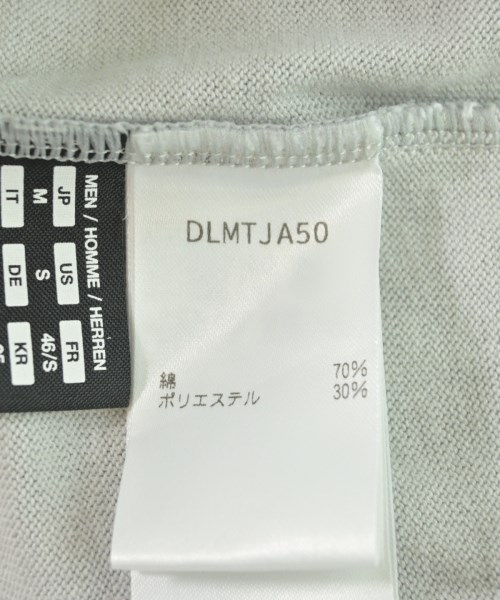 MEN / HOMME / HERREN
JP US FR
M S 46/S
IT DE KR
DLMTJA50
綿 70%
ポリエステル 30%